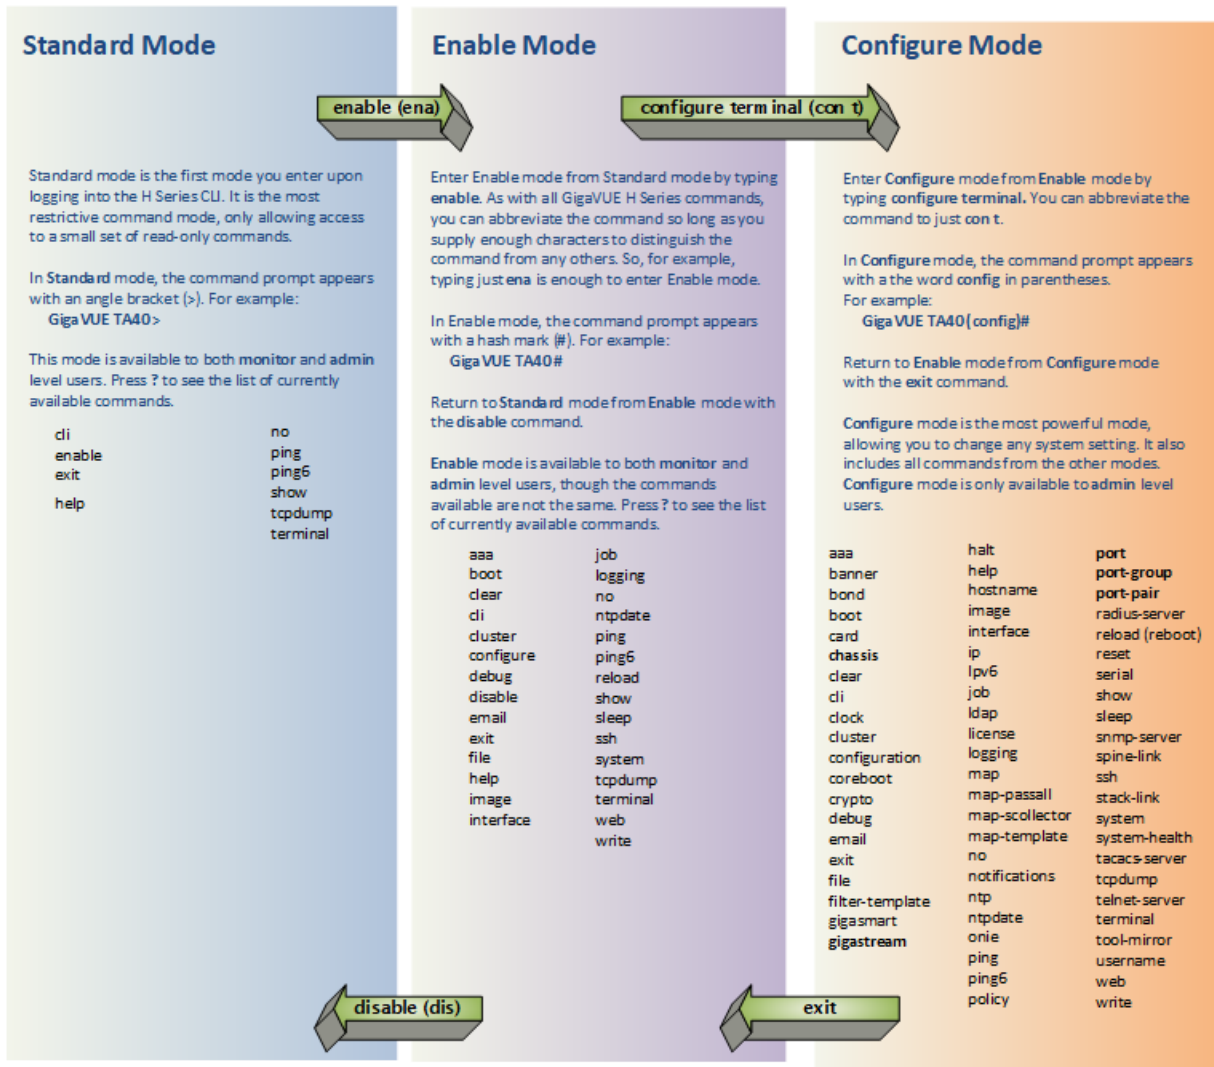 Standard Mode
enable (ena)
Standard mode is the first mode you enter upon
logging into the H Series CLI. It is the most
restrictive command mode, only allowing access
to a small set of read-only commands.
In Standard mode, the command prompt appears
with an angle bracket (>). For example:
GigaVUE TA40>
This mode is available to both monitor and admin
level users. Press ? to see the list of currently
available commands.
cli
enable
exit
help
no
ping
ping6
show
tcpdump
terminal
disable (dis)
Enable Mode
configure terminal (con t)
Enter Enable mode from Standard mode by typing
enable. As with all GigaVUE H Series commands,
you can abbreviate the command so long as you
supply enough characters to distinguish the
command from any others. So, for example,
typing just ena is enough to enter Enable mode.
In Enable mode, the command prompt appears
with a hash mark (#). For example:
GigaVUE TA40#
Return to Standard mode from Enable mode with
the disable command.
Enable mode is available to both monitor and
admin level users, though the commands
available are not the same. Press ? to see the list
of currently available commands.
aaa
boot
clear
cli
cluster
configure
debug
disable
email
exit
file
help
image
interface
job
logging
no
ntpdate
ping
ping6
reload
show
sleep
ssh
system
tcpdump
terminal
web
write
exit
Configure Mode
Enter Configure mode from Enable mode by
typing configure terminal. You can abbreviate the
command to just con t.
In Configure mode, the command prompt appears
with a the word config in parentheses.
For example:
GigaVUE TA40(config)#
Return to Enable mode from Configure mode
with the exit command.
Configure mode is the most powerful mode,
allowing you to change any system setting. It also
includes all commands from the other modes.
Configure mode is only available to admin level
users.
aaa
banner
bond
boot
card
chassis
clear
cli
clock
cluster
configuration
coreboot
crypto
debug
email
exit
file
filter-template
gigasmart
gigastream
halt
help
hostname
image
interface
ip
Ipv6
job
ldap
license
logging
map
map-passall
map-scollector
map-template
no
notifications
ntp
ntpdate
onie
ping
ping6
policy
port
port-group
port-pair
radius-server
reload (reboot)
reset
serial
show
sleep
snmp-server
spine-link
ssh
stack-link
system
system-health
tacacs-server
tcpdump
telnet-server
terminal
tool-mirror
username
web
write